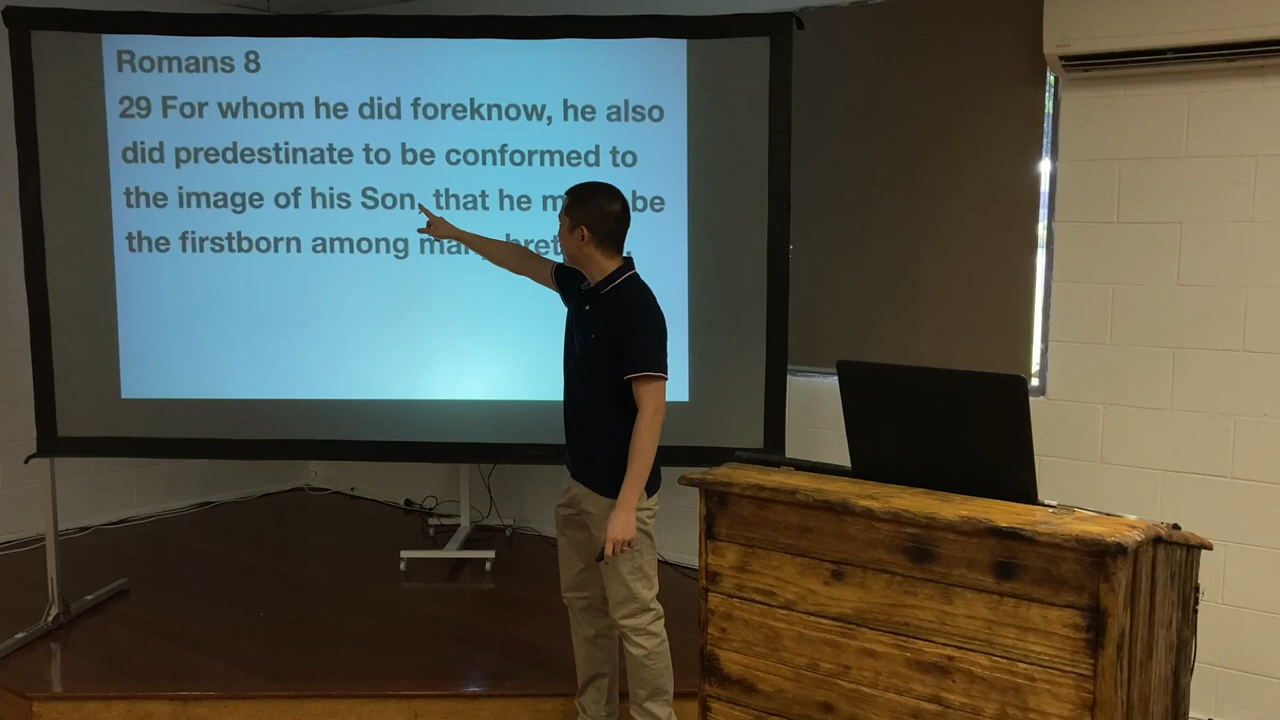 Romans 8
29 For whom he did foreknow, he also
did predestinate to be conformed to
the image of his Son, that he be
the firstborn among many